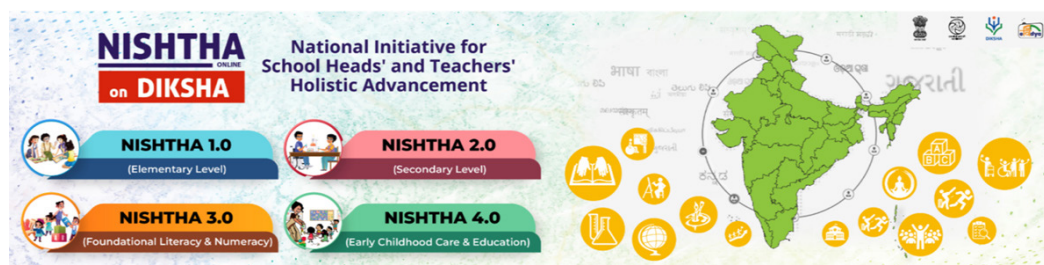 NISHTHA
ONLINE
on DIKSHA
National Initiative for
School Heads' and Teachers'
Holistic Advancement
NISHTHA 1.0
(Elementary Level)
NISHTHA 2.0
(Secondary Level)
NISHTHA 3.0
(Foundational Literacy & Numeracy)
NISHTHA 4.0
(Early Childhood Care & Education)
भाषा
বাংলা
ગુજરાતી
ಕನ್ನಡ
DIKSHA
A
B C